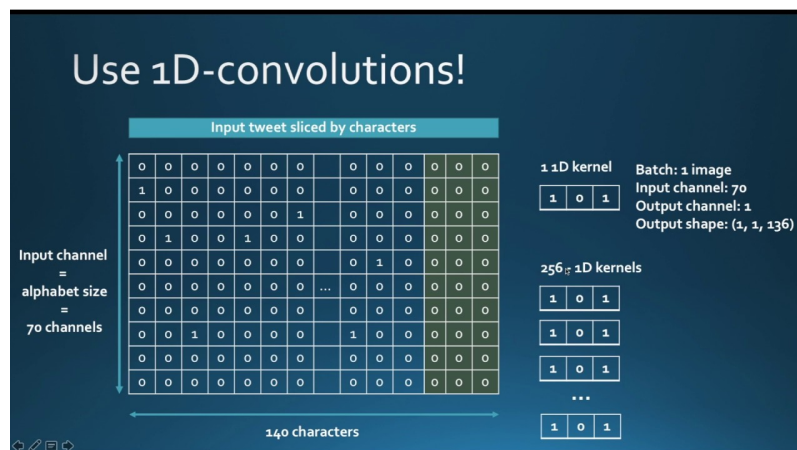 Use 1D-convolutions!
Input tweet sliced by characters
0 0 0 0 0 0 0 0 0 0 0 0 0
1 0 0 0 0 0 0 0 0 0 0 0 0
0 0 0 0 0 0 1 0 0 0 0 0 0
0 1 0 0 1 0 0 0 0 0 0 0 0
0 0 0 0 0 0 0 0 1 0 0 0 0
0 0 0 0 0 0 0 ... 0 0 0 0 0 0
0 0 0 0 0 0 0 0 0 0 0 0 0
0 0 1 0 0 0 0 1 0 0 0 0 0
0 0 0 0 0 0 0 0 0 0 0 0 0
0 0 0 0 0 0 0 0 0 0 0 0 0
Input channel
=
alphabet size
=
70 channels
140 characters
1 1D kernel
1 0 1
Batch: 1 image
Input channel: 70
Output channel: 1
Output shape: (1, 1, 136)
256 1D kernels
1 0 1
1 0 1
1 0 1
...
1 0 1